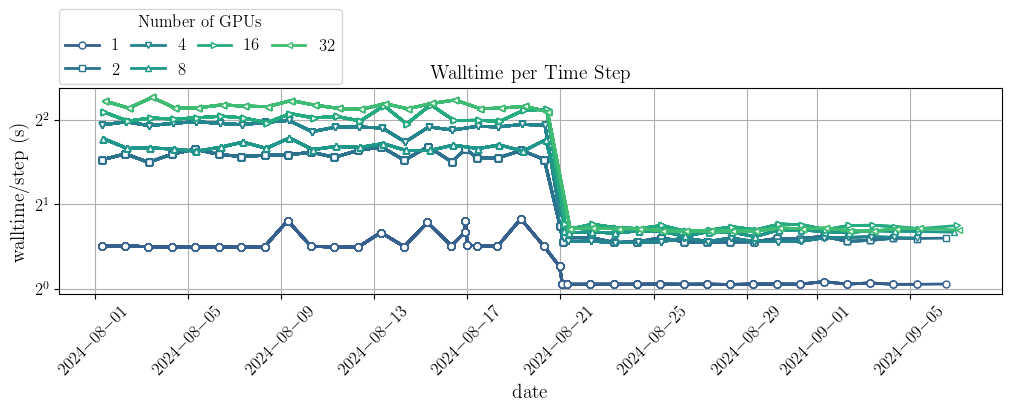 Number of GPUs
1 4 16 32
2 8
Walltime per Time Step
walltime/step (s)
2^2
2^1
2^0
2024−08−01 2024−08−05 2024−08−09 2024−08−13 2024−08−17 2024−08−21 2024−08−25 2024−08−29 2024−09−01 2024−09−05
date